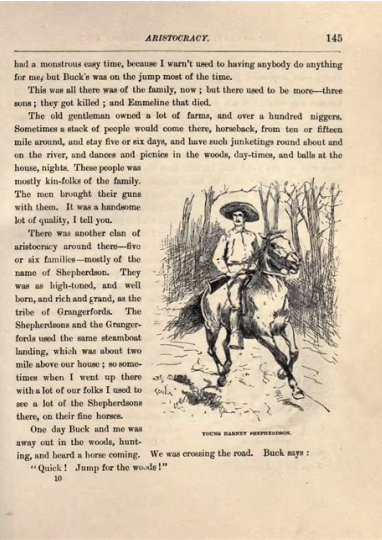 ARISTOCRACY. 145
had a monstrous easy time, because I warn't used to having anybody do anything
for me, but Buck's was on the jump most of the time.
This was all there was of the family, now ; but there used to be more—three
sons ; they got killed ; and Emmeline that died.
The old gentleman owned a lot of farms, and over a hundred niggers.
Sometimes a stack of people would come there, horseback, from ten or fifteen
mile around, and stay five or six days, and have such junketings round about and
on the river, and dances and picnics in the woods, day-times, and balls at the
house, nights. These people was
mostly kin-folks of the family.
The men brought their guns
with them. It was a handsome
lot of quality, I tell you.
There was another clan of
aristocracy around there—five
or six families—mostly of the
name of Shepherdson. They
was as high-toned, and well
born, and rich and grand, as the
tribe of Grangerfords. The
Shepherdsons and the Granger-
fords used the same steamboat
landing, which was about two
mile above our house ; so some-
times when I went up there
with a lot of our folks I used to
see a lot of the Shepherdsons
there, on their fine horses.
One day Buck and me was
away out in the woods, hunt-
ing, and heard a horse coming. We was crossing the road. Buck says :
"Quick ! Jump for the woods !"
10
YOUNG HARNEY SHEPHERDSON.